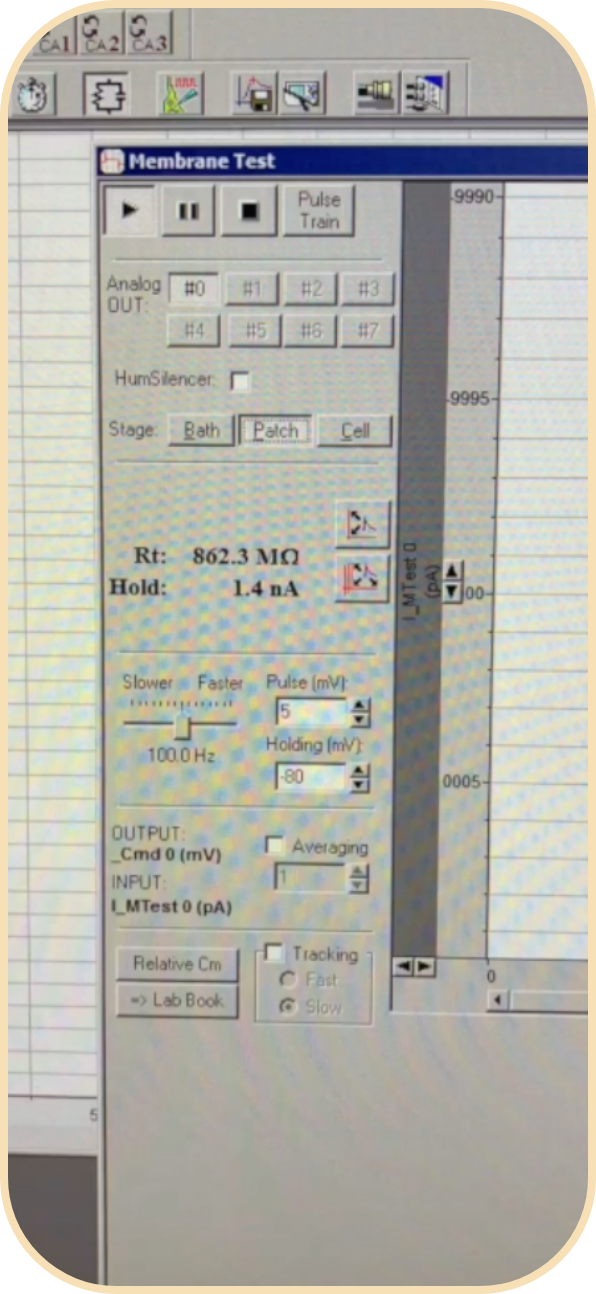 CA1 CA2 CA3
Membrane Test
Pulse
Train
Analog
OUT:
#0 #1 #2 #3
#4 #5 #6 #7
HumSilencer:
Stage: Bath Patch Cell
Rt: 862.3 MΩ
Hold: 1.4 nA
Slower Faster
100.0 Hz
Pulse (mV):
5
Holding (mV):
-80
OUTPUT:
_Cmd 0 (mV)
INPUT:
I_MTest 0 (pA)
Averaging
1
Relative Cm
=> Lab Book
Tracking
Fast
Slow
I_MTest 0
(pA)
9990
9995
00
0005
0
5